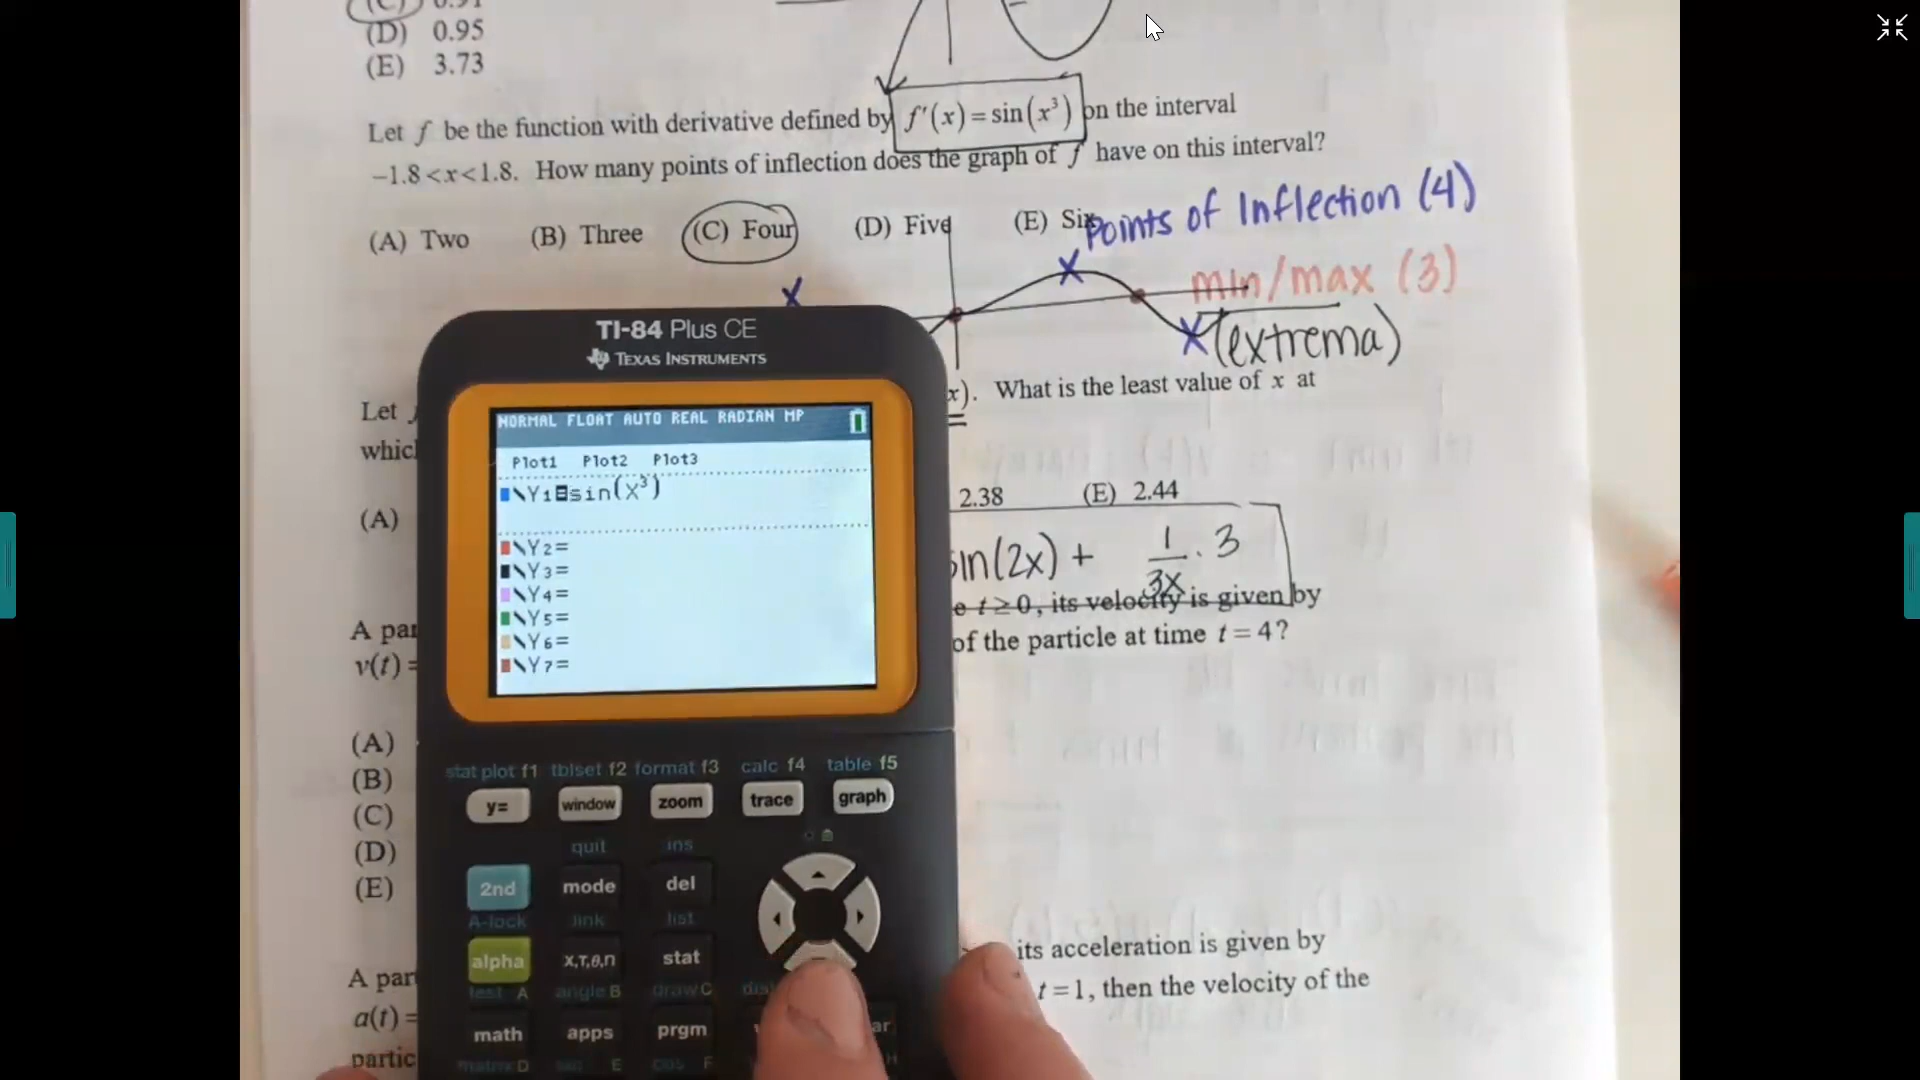 (C) 0.91
(D) 0.95
(E) 3.73
Let f be the function with derivative defined by f′(x) = sin(x³) on the interval
−1.8 < x < 1.8. How many points of inflection does the graph of f have on this interval?
(A) Two (B) Three (C) Four (D) Five (E) Six
Points of Inflection (4)
min/max (3)
(extrema)
x). What is the least value of x at
Let
which
(A) 2.38 (E) 2.44
sin(2x) + 1/3x · 3
A par e t ≥ 0, its velocity is given by
v(t) = of the particle at time t = 4?
(A)
(B)
(C)
(D)
(E)
A part its acceleration is given by
a(t) = t = 1, then the velocity of the
partic
TI-84 Plus CE
TEXAS INSTRUMENTS
NORMAL FLOAT AUTO REAL RADIAN MP
Plot1 Plot2 Plot3
\Y1=sin(X³)
\Y2=
\Y3=
\Y4=
\Y5=
\Y6=
\Y7=
stat plot f1 tblset f2 format f3 calc f4 table f5
y= window zoom trace graph
quit ins
2nd mode del
A-lock link list
alpha X,T,θ,n stat
test A angle B draw C
math apps prgm
matrix D E cos F H